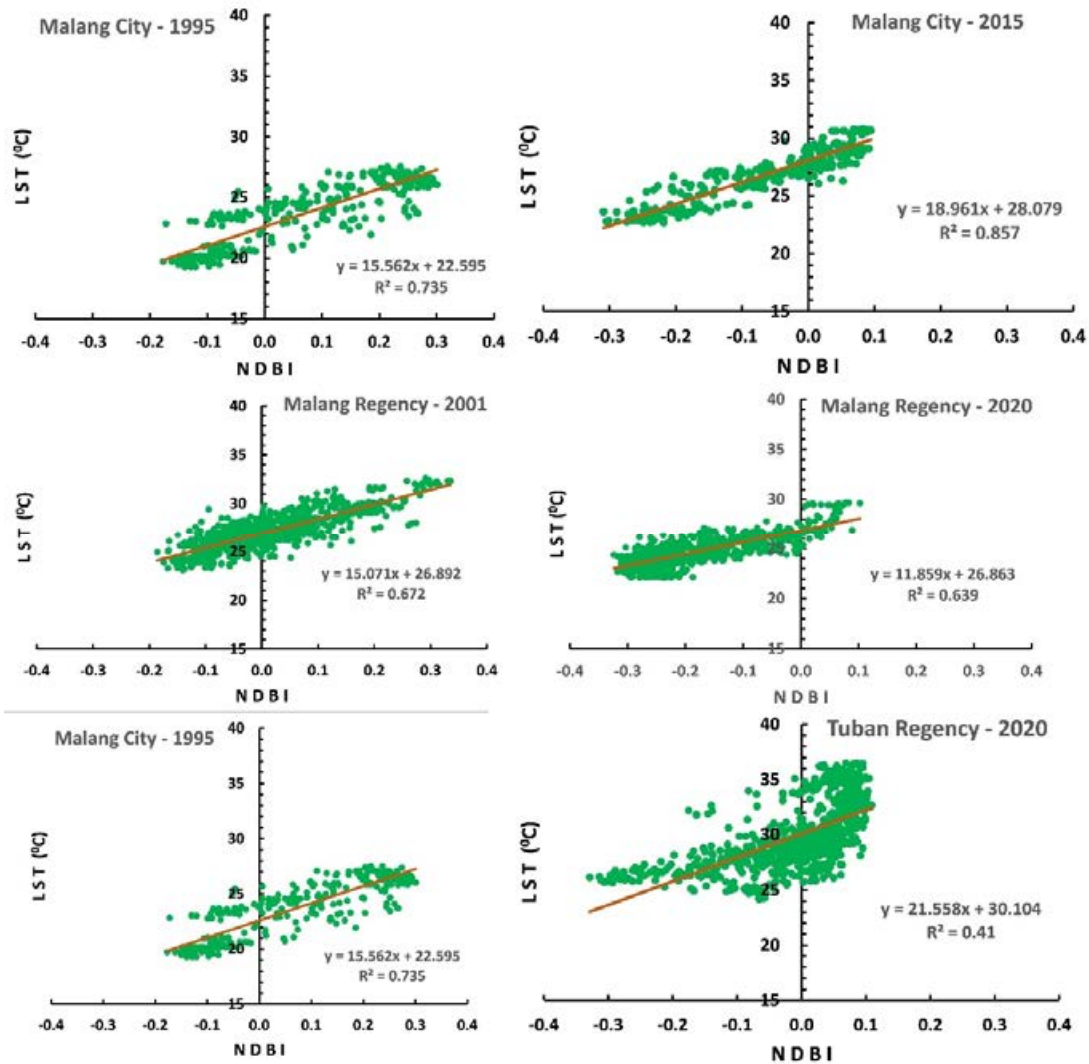 Malang City - 1995
40
35
30
25
20
15
LST (⁰C)
y = 15.562x + 22.595
R² = 0.735
-0.4 -0.3 -0.2 -0.1 0.0 0.1 0.2 0.3 0.4
NDBI
Malang City - 2015
40
35
30
25
20
15
LST (⁰C)
y = 18.961x + 28.079
R² = 0.857
-0.4 -0.3 -0.2 -0.1 0.0 0.1 0.2 0.3 0.4
NDBI
Malang Regency - 2001
40
35
30
25
20
15
LST (⁰C)
y = 15.071x + 26.892
R² = 0.672
-0.4 -0.3 -0.2 -0.1 0.0 0.1 0.2 0.3 0.4
NDBI
Malang Regency - 2020
40
35
30
25
20
15
LST (⁰C)
y = 11.859x + 26.863
R² = 0.639
-0.4 -0.3 -0.2 -0.1 0.0 0.1 0.2 0.3 0.4
NDBI
Malang City - 1995
40
35
30
25
20
15
LST (⁰C)
y = 15.562x + 22.595
R² = 0.735
-0.4 -0.3 -0.2 -0.1 0.0 0.1 0.2 0.3 0.4
NDBI
Tuban Regency - 2020
40
35
30
25
20
15
LST (⁰C)
y = 21.558x + 30.104
R² = 0.41
-0.4 -0.3 -0.2 -0.1 0.0 0.1 0.2 0.3 0.4
NDBI